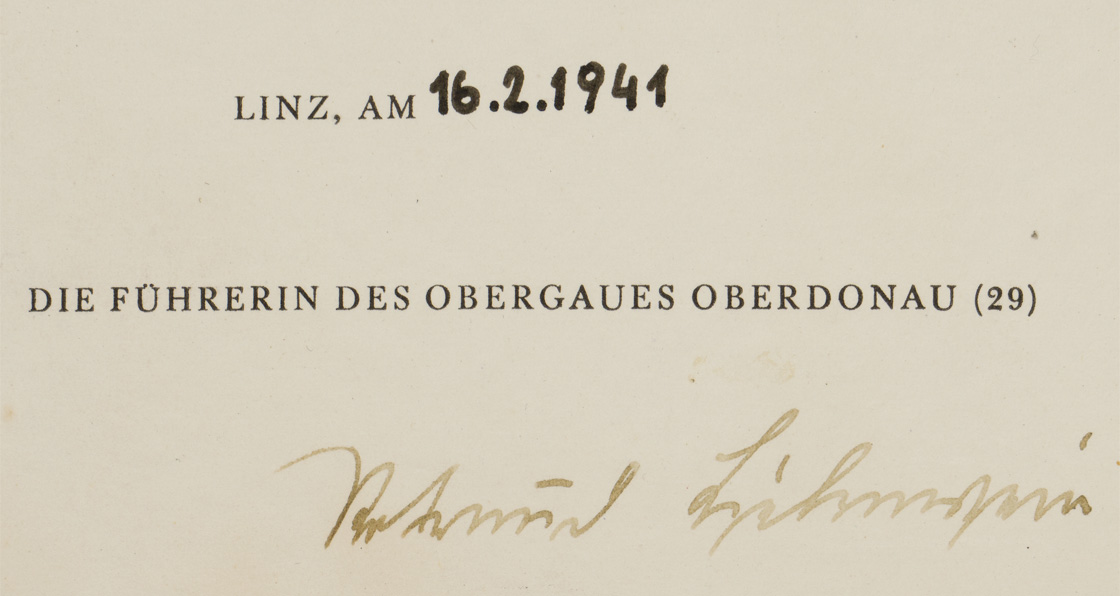 LINZ, AM 16.2.1941
DIE FÜHRERIN DES OBERGAUES OBERDONAU (29)